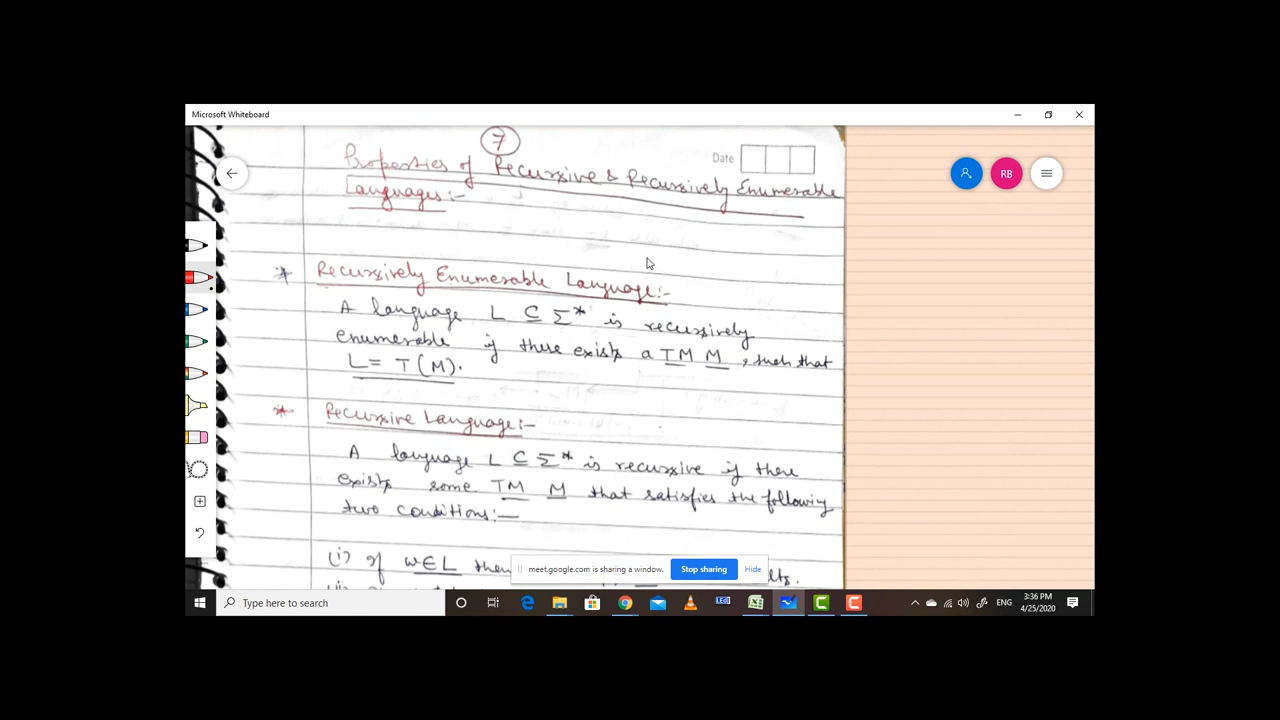 Microsoft Whiteboard
7
Date
Properties of Recursive & Recursively Enumerable
Languages:-
RB
* Recursively Enumerable Language:-
A language L ⊆ Σ* is recursively
enumerable if there exists a TM M, such that
L = T(M).
* Recursive Language:-
A language L ⊆ Σ* is recursive if there
exists some TM M that satisfies the following
two conditions:—
(i) If w∈L then
meet.google.com is sharing a window. Stop sharing Hide
Type here to search
ENG
3:36 PM
4/25/2020